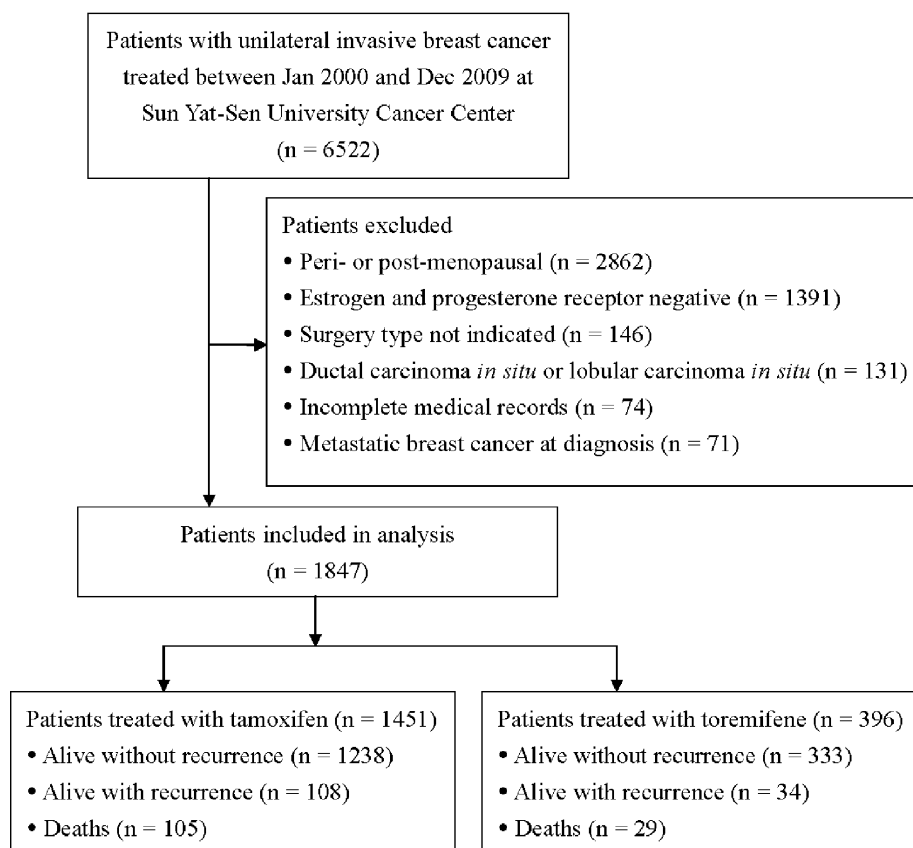 Patients with unilateral invasive breast cancer
treated between Jan 2000 and Dec 2009 at
Sun Yat-Sen University Cancer Center
(n = 6522)
Patients excluded
• Peri- or post-menopausal (n = 2862)
• Estrogen and progesterone receptor negative (n = 1391)
• Surgery type not indicated (n = 146)
• Ductal carcinoma in situ or lobular carcinoma in situ (n = 131)
• Incomplete medical records (n = 74)
• Metastatic breast cancer at diagnosis (n = 71)
Patients included in analysis
(n = 1847)
Patients treated with tamoxifen (n = 1451)
• Alive without recurrence (n = 1238)
• Alive with recurrence (n = 108)
• Deaths (n = 105)
Patients treated with toremifene (n = 396)
• Alive without recurrence (n = 333)
• Alive with recurrence (n = 34)
• Deaths (n = 29)